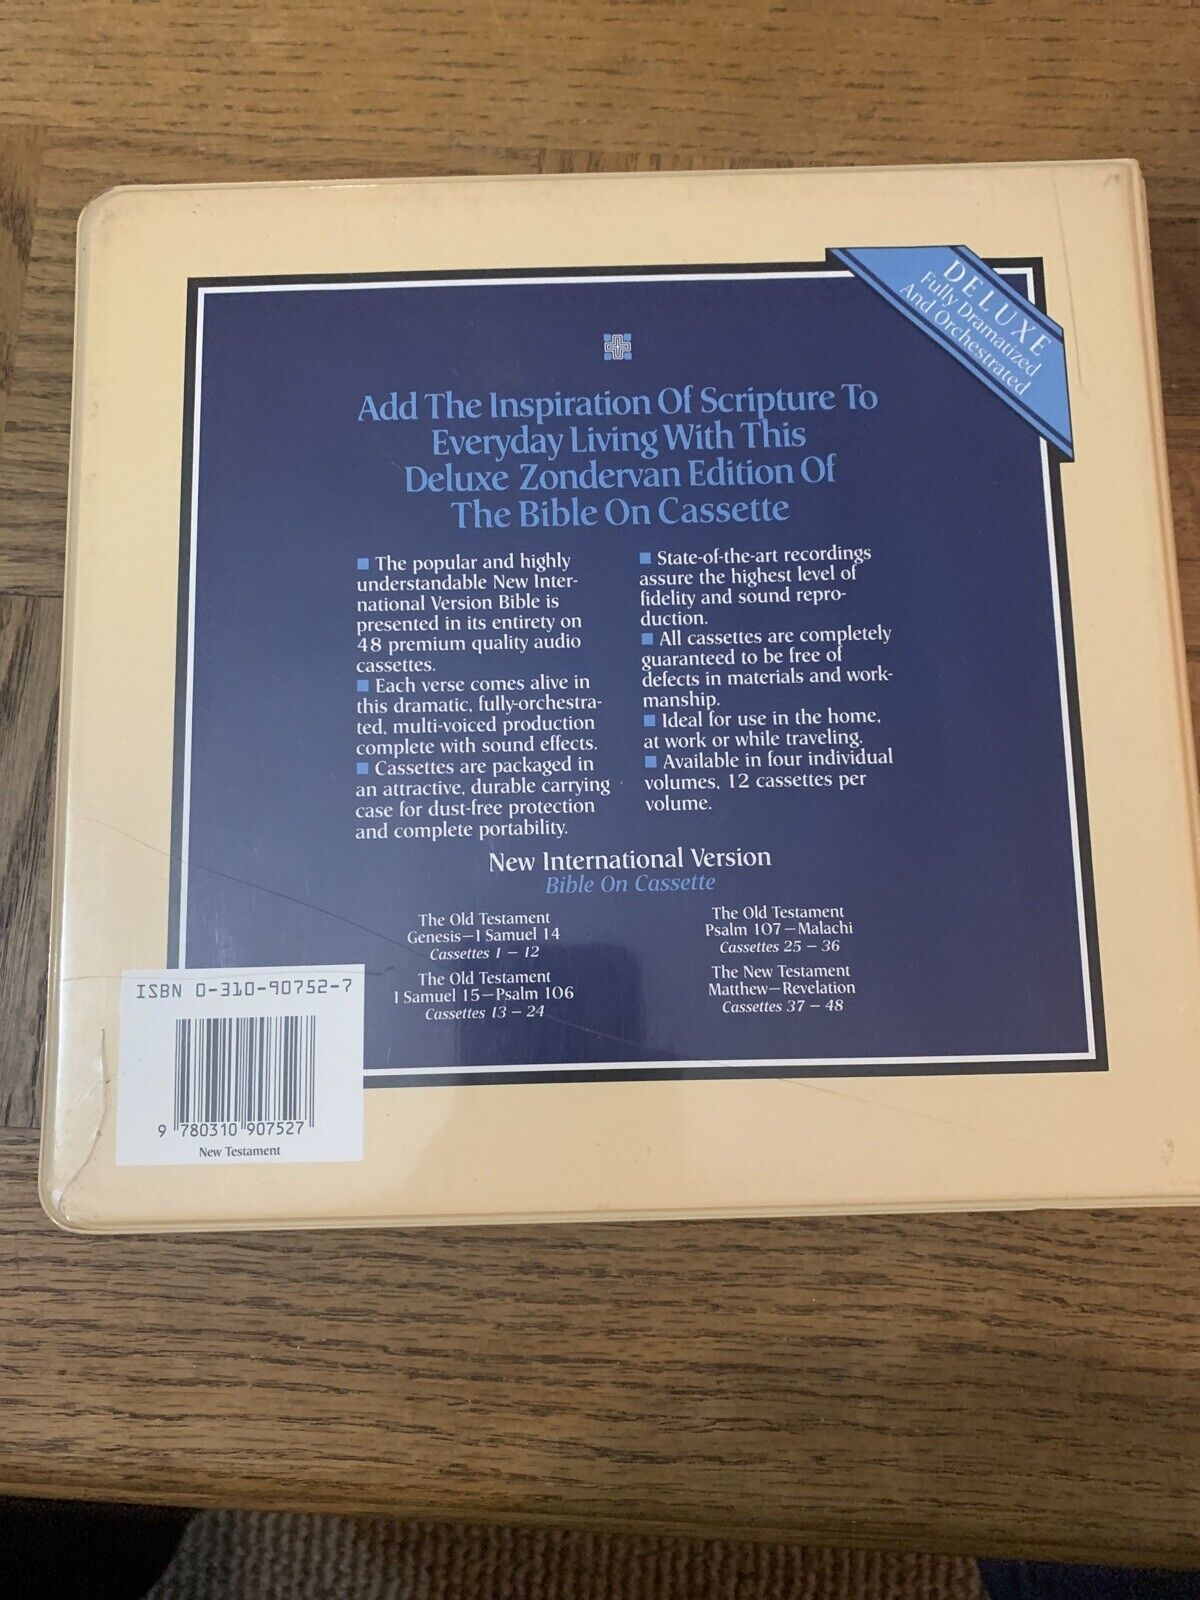 DELUXE
Fully Dramatized
And Orchestrated
Add The Inspiration Of Scripture To
Everyday Living With This
Deluxe Zondervan Edition Of
The Bible On Cassette
■ The popular and highly
understandable New Inter-
national Version Bible is
presented in its entirety on
48 premium quality audio
cassettes.
■ Each verse comes alive in
this dramatic, fully-orchestra-
ted, multi-voiced production
complete with sound effects.
■ Cassettes are packaged in
an attractive, durable carrying
case for dust-free protection
and complete portability.
■ State-of-the-art recordings
assure the highest level of
fidelity and sound repro-
duction.
■ All cassettes are completely
guaranteed to be free of
defects in materials and work-
manship.
■ Ideal for use in the home,
at work or while traveling.
■ Available in four individual
volumes, 12 cassettes per
volume.
New International Version
Bible On Cassette
The Old Testament
Genesis—I Samuel 14
Cassettes 1 – 12
The Old Testament
I Samuel 15—Psalm 106
Cassettes 13 – 24
The Old Testament
Psalm 107—Malachi
Cassettes 25 – 36
The New Testament
Matthew—Revelation
Cassettes 37 – 48
ISBN 0-310-90752-7
9 780310 907527
New Testament